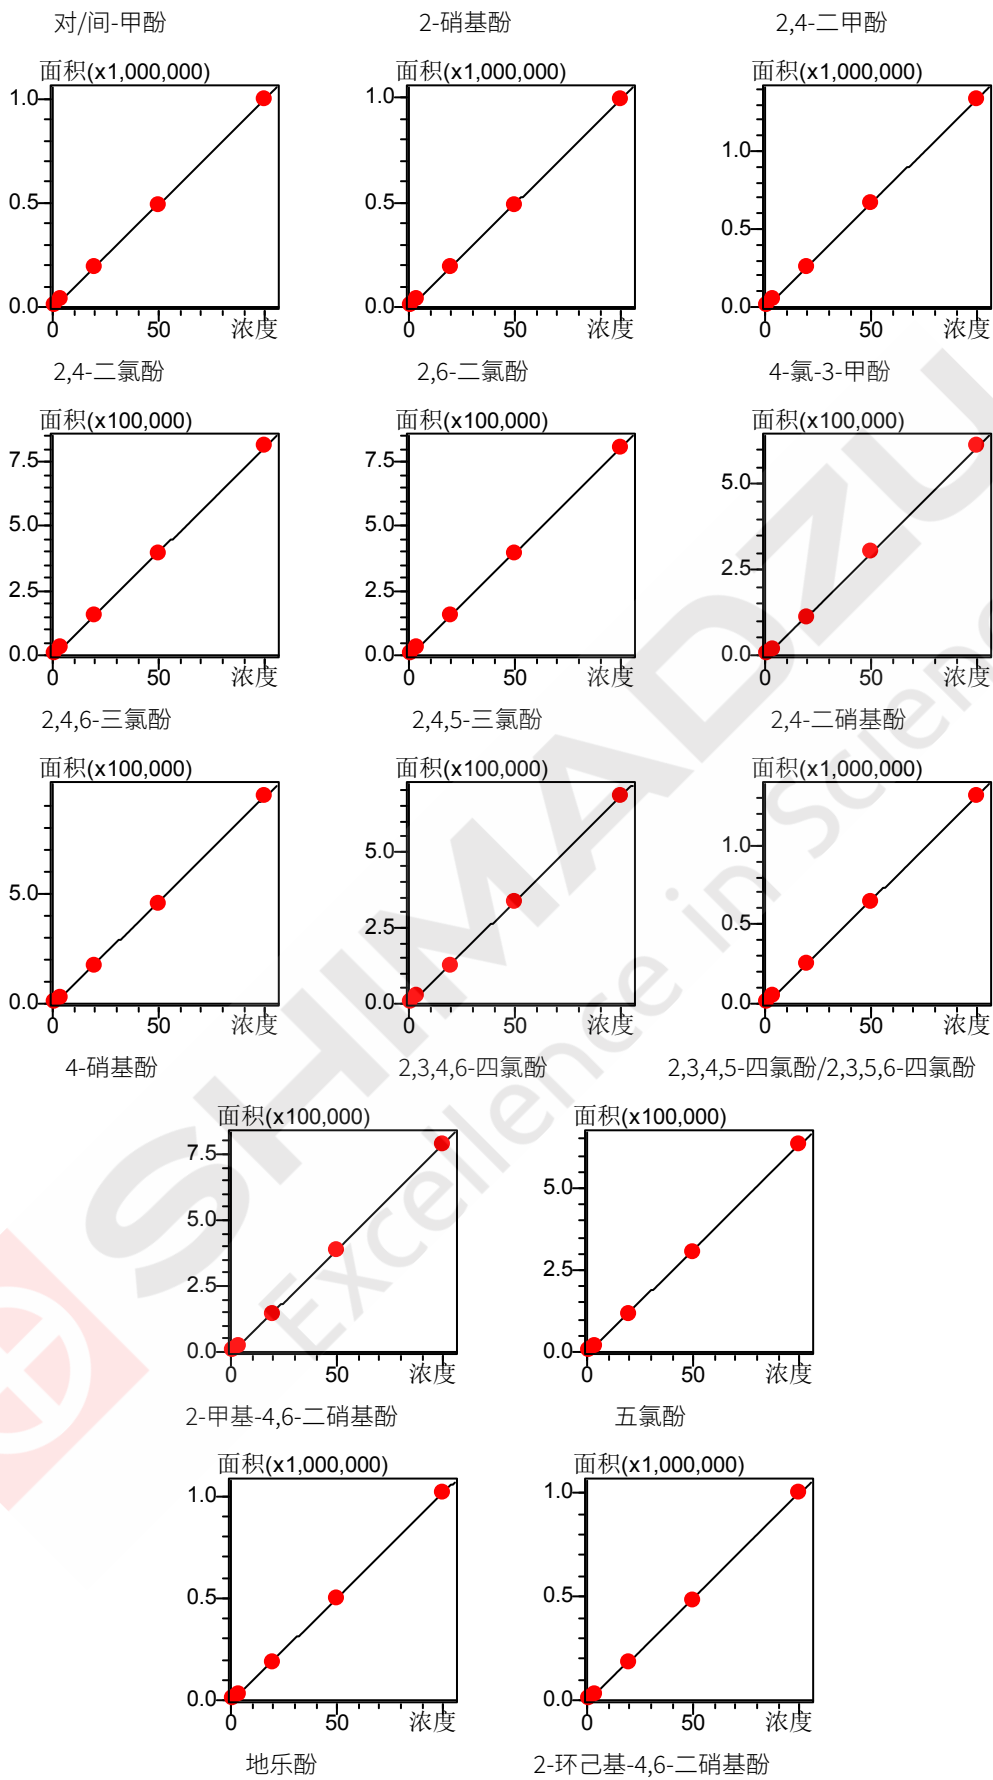 对/间-甲酚 2-硝基酚 2,4-二甲酚
面积(x1,000,000) 面积(x1,000,000) 面积(x1,000,000)
1.0 1.0 1.0
0.5 0.5 0.5
0.0 0.0 0.0
0 50 浓度 0 50 浓度 0 50 浓度
2,4-二氯酚 2,6-二氯酚 4-氯-3-甲酚
面积(x100,000) 面积(x100,000) 面积(x100,000)
7.5 7.5 5.0
5.0 5.0 2.5
2.5 2.5
0.0 0.0 0.0
0 50 浓度 0 50 浓度 0 50 浓度
2,4,6-三氯酚 2,4,5-三氯酚 2,4-二硝基酚
面积(x100,000) 面积(x100,000) 面积(x1,000,000)
5.0 5.0 1.0
2.5 0.5
0.0 0.0 0.0
0 50 浓度 0 50 浓度 0 50 浓度
4-硝基酚 2,3,4,6-四氯酚 2,3,4,5-四氯酚/2,3,5,6-四氯酚
面积(x100,000) 面积(x100,000)
7.5 5.0
5.0 2.5
2.5
0.0 0.0
0 50 浓度 0 50 浓度
2-甲基-4,6-二硝基酚 五氯酚
面积(x1,000,000) 面积(x1,000,000)
1.0 1.0
0.5 0.5
0.0 0.0
0 50 浓度 0 50 浓度
地乐酚 2-环己基-4,6-二硝基酚
SHIMADZU
Excellence in Science